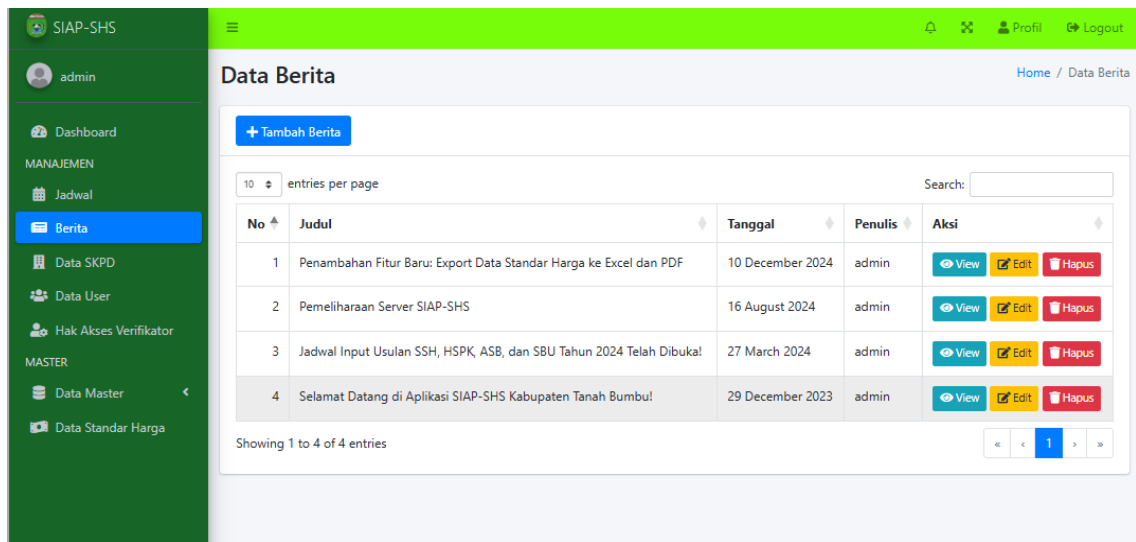 SIAP-SHS
Profil
Logout
admin
Data Berita
Home / Data Berita
Dashboard
MANAJEMEN
Jadwal
Berita
Data SKPD
Data User
Hak Akses Verifikator
MASTER
Data Master
Data Standar Harga
Tambah Berita
10 entries per page
Search:
No Judul Tanggal Penulis Aksi
1 Penambahan Fitur Baru: Export Data Standar Harga ke Excel dan PDF 10 December 2024 admin View Edit Hapus
2 Pemeliharaan Server SIAP-SHS 16 August 2024 admin View Edit Hapus
3 Jadwal Input Usulan SSH, HSPK, ASB, dan SBU Tahun 2024 Telah Dibuka! 27 March 2024 admin View Edit Hapus
4 Selamat Datang di Aplikasi SIAP-SHS Kabupaten Tanah Bumbu! 29 December 2023 admin View Edit Hapus
Showing 1 to 4 of 4 entries
« ‹ 1 › »